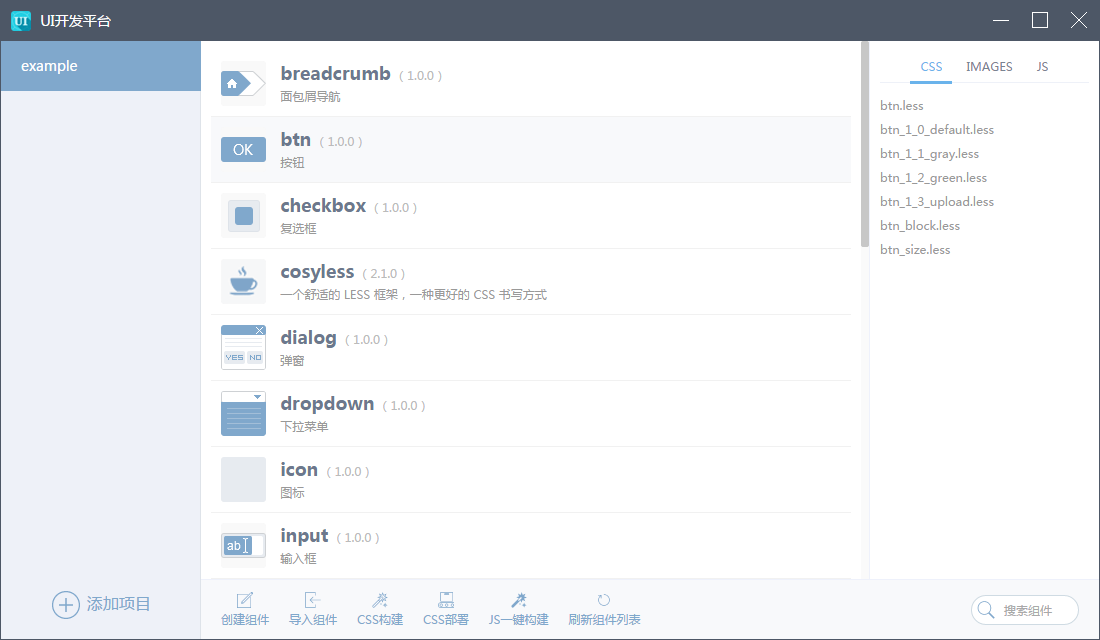 UI UI开发平台
example
breadcrumb ( 1.0.0 )
面包屑导航
OK
btn ( 1.0.0 )
按钮
checkbox ( 1.0.0 )
复选框
cosyless ( 2.1.0 )
一个舒适的 LESS 框架，一种更好的 CSS 书写方式
YES NO
dialog ( 1.0.0 )
弹窗
dropdown ( 1.0.0 )
下拉菜单
icon ( 1.0.0 )
图标
ab
input ( 1.0.0 )
输入框
CSS IMAGES JS
btn.less
btn_1_0_default.less
btn_1_1_gray.less
btn_1_2_green.less
btn_1_3_upload.less
btn_block.less
btn_size.less
添加项目
创建组件 导入组件 CSS构建 CSS部署 JS一键构建 刷新组件列表
搜索组件